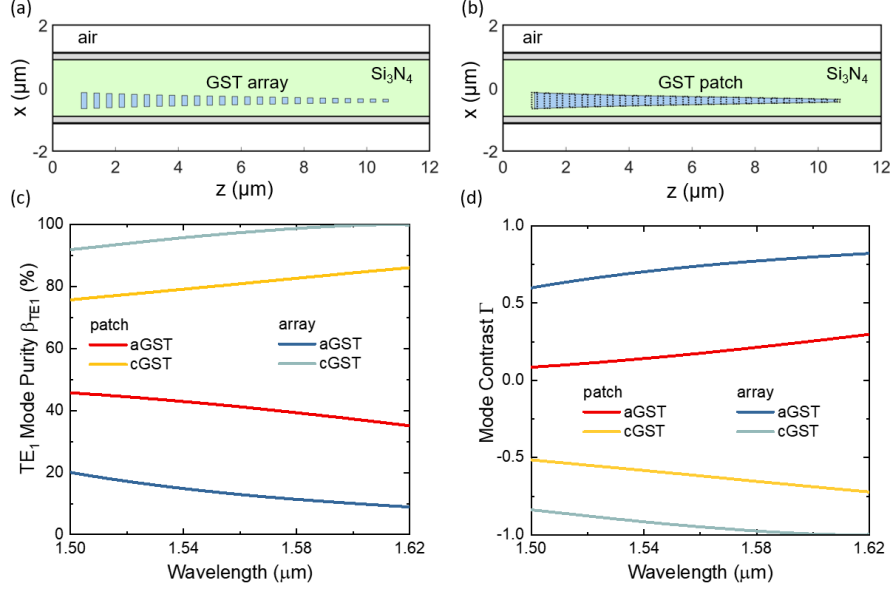 (a)
2
0
-2
x (µm)
air
GST array
Si₃N₄
0 2 4 6 8 10 12
z (µm)
(b)
2
0
-2
x (µm)
air
GST patch
Si₃N₄
0 2 4 6 8 10 12
z (µm)
(c)
100
80
60
40
20
0
TE₁ Mode Purity β_TE1 (%)
patch array
aGST aGST
cGST cGST
1.50 1.54 1.58 1.62
Wavelength (µm)
(d)
1.0
0.5
0.0
-0.5
-1.0
Mode Contrast Γ
patch array
aGST aGST
cGST cGST
1.50 1.54 1.58 1.62
Wavelength (µm)